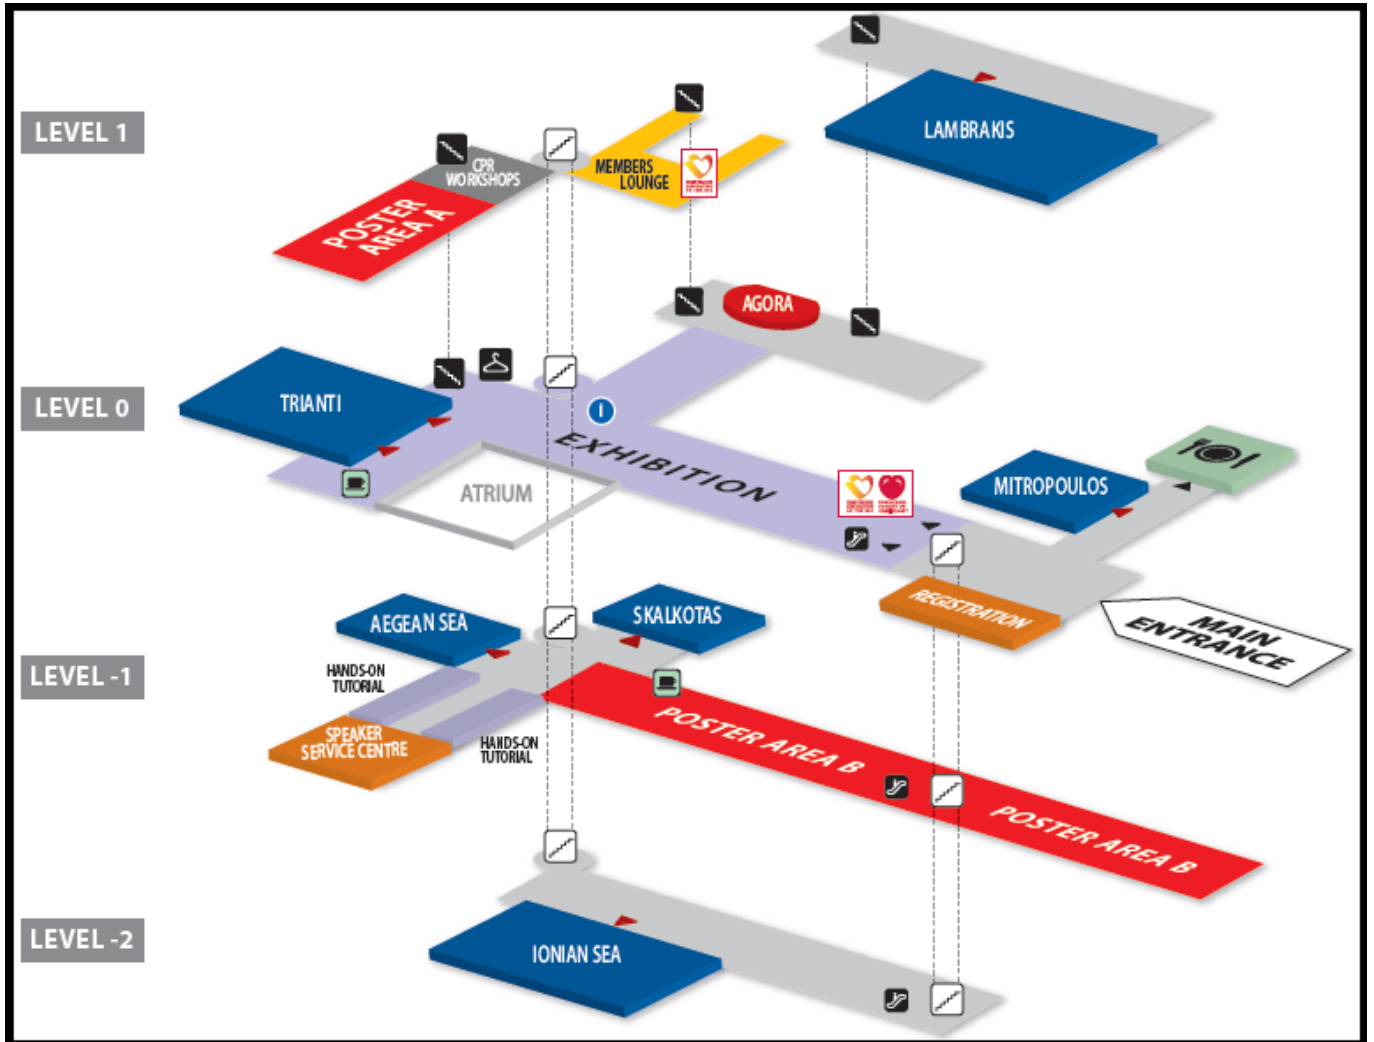 LEVEL 1
LAMBRAKIS
CPR
WORKSHOPS
MEMBERS
LOUNGE
POSTER
AREA A
AGORA
LEVEL 0
TRIANTI
I
EXHIBITION
ATRIUM
MITROPOULOS
REGISTRATION
MAIN
ENTRANCE
LEVEL -1
AEGEAN SEA
SKALKOTAS
HANDS-ON
TUTORIAL
SPEAKER
SERVICE CENTRE
HANDS-ON
TUTORIAL
POSTER AREA B
POSTER AREA B
LEVEL -2
IONIAN SEA